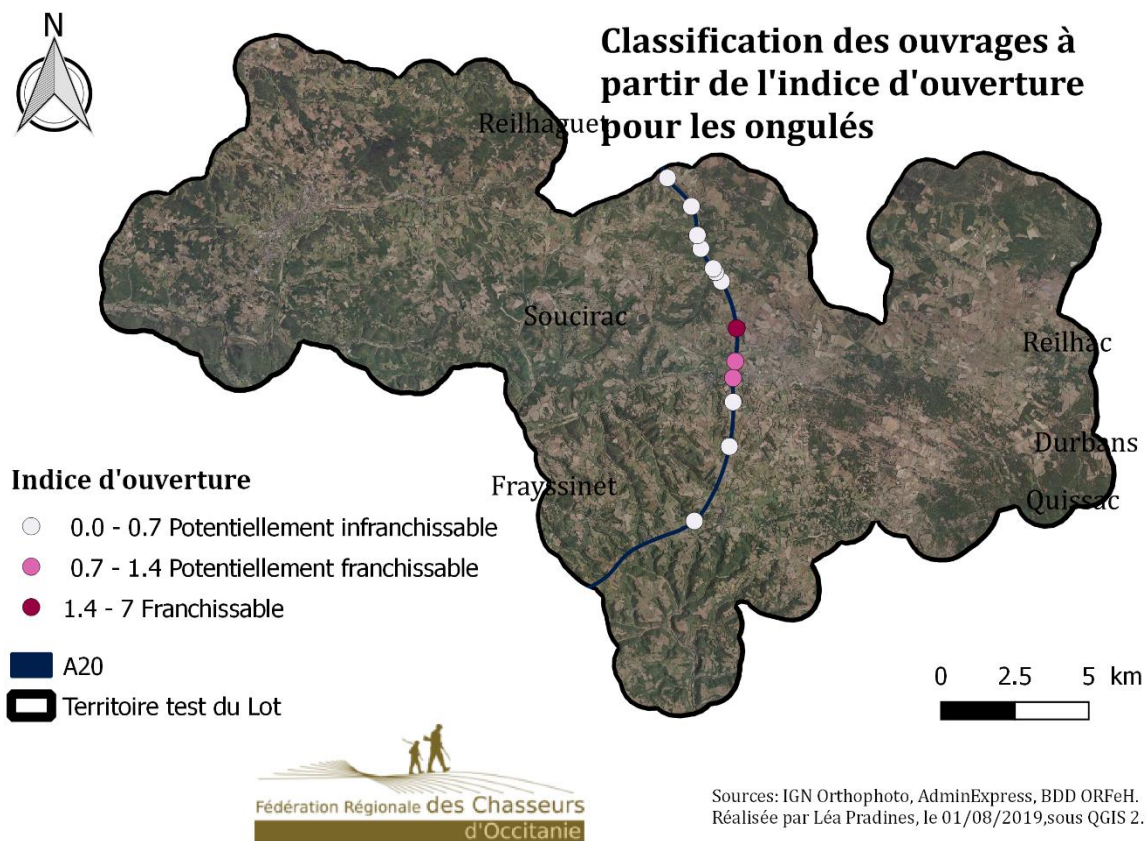 N
Classification des ouvrages à
partir de l'indice d'ouverture
pour les ongulés
Reilhaguet
Soucirac
Reilhac
Durbans
Frayssinet
Quissac
Indice d'ouverture
0.0 - 0.7 Potentiellement infranchissable
0.7 - 1.4 Potentiellement franchissable
1.4 - 7 Franchissable
A20
Territoire test du Lot
0 2.5 5 km
Fédération Régionale des Chasseurs
d'Occitanie
Sources: IGN Orthophoto, AdminExpress, BDD ORFeH.
Réalisée par Léa Pradines, le 01/08/2019,sous QGIS 2.